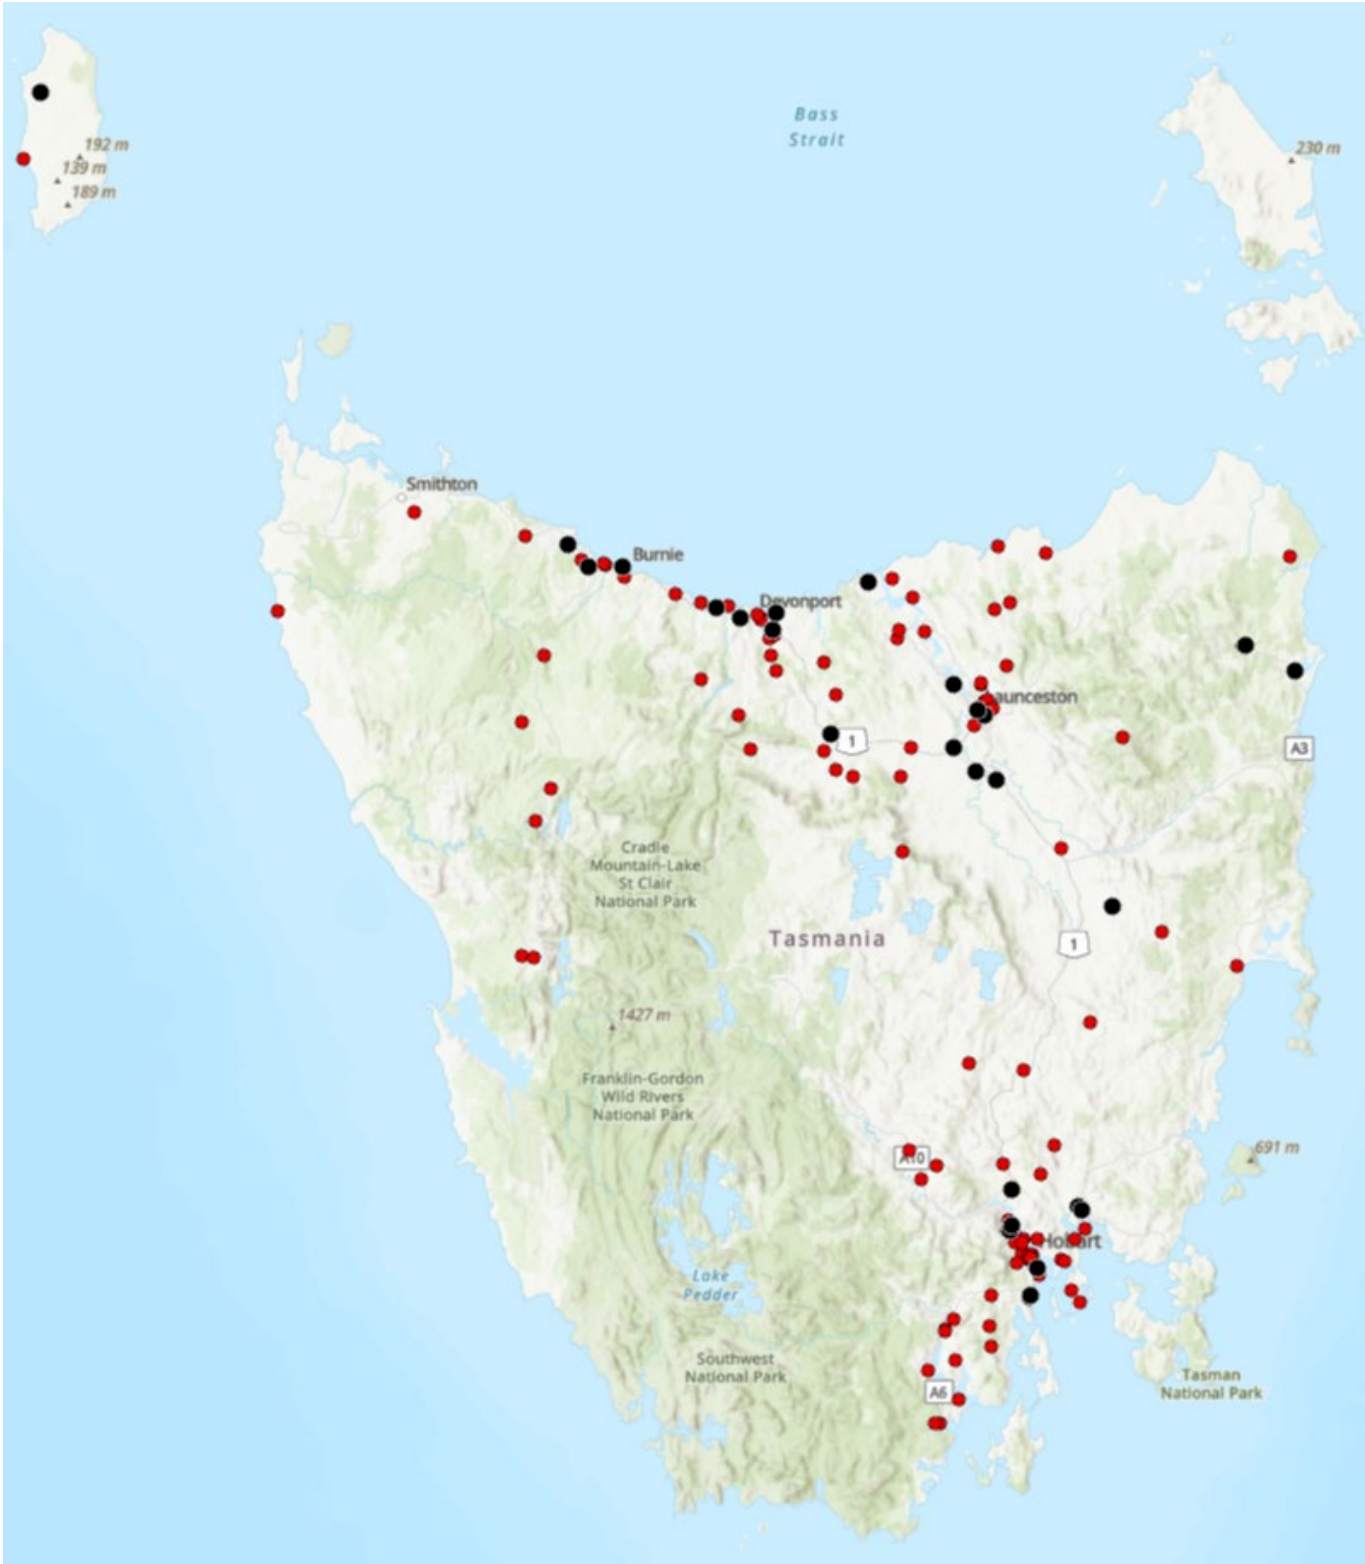 Bass
Strait
192 m
139 m
189 m
230 m
Smithton
Burnie
Devonport
aunceston
1
A3
Cradle
Mountain-Lake
St Clair
National Park
Tasmania
1
1427 m
Franklin-Gordon
Wild Rivers
National Park
A10
691 m
Hobart
Lake
Pedder
Southwest
National Park
A6
Tasman
National Park